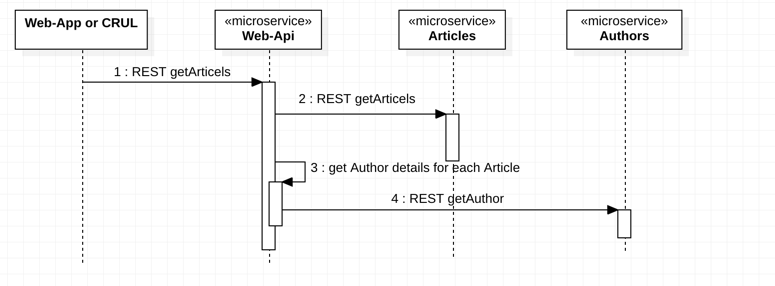 Web-App or CRUL
«microservice»
Web-Api
«microservice»
Articles
«microservice»
Authors
1 : REST getArticels
2 : REST getArticels
3 : get Author details for each Article
4 : REST getAuthor